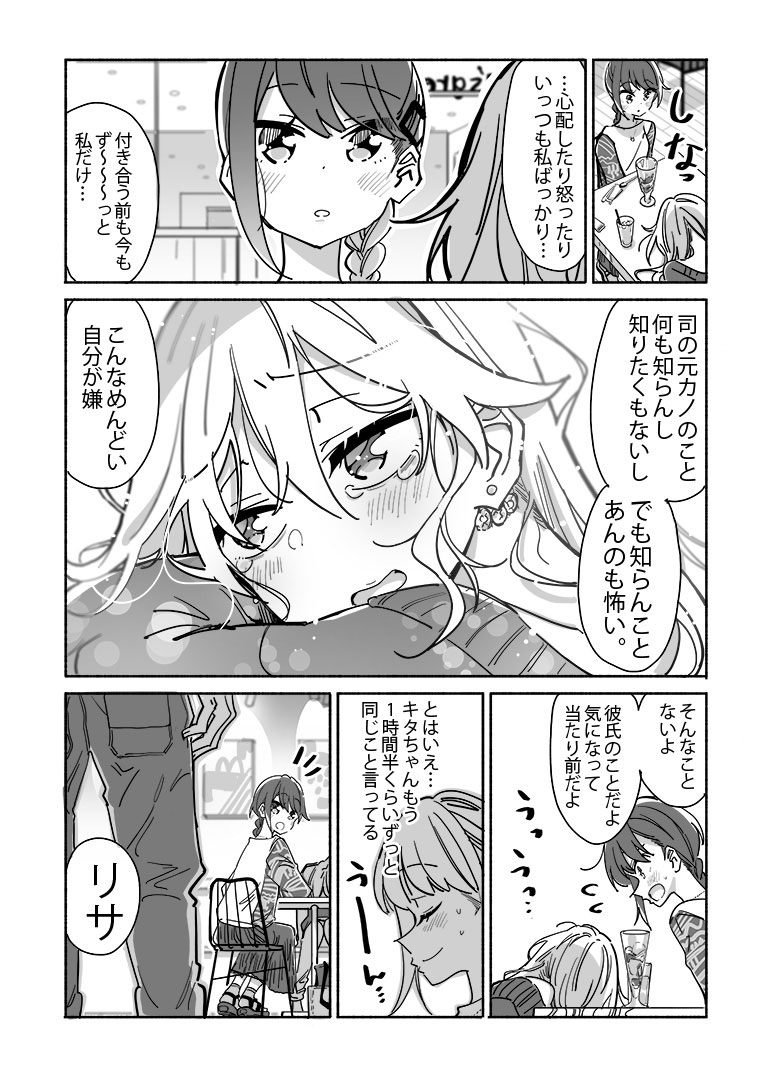 しなっ
…心配したり怒ったり
いっつも私ばっかり…
付き合う前も今も
ず～～～っと
私だけ…
司の元カノのこと
何も知らんし
知りたくもないし
でも知らんこと
あんのも怖い。
こんなめんどい
自分が嫌
そんなこと
ないよ
彼氏のことだよ
気になって
当たり前だよ
うっうっ
とはいえ…
キタちゃんもう
1時間半くらいずっと
同じこと言ってる
うーん…
リサ